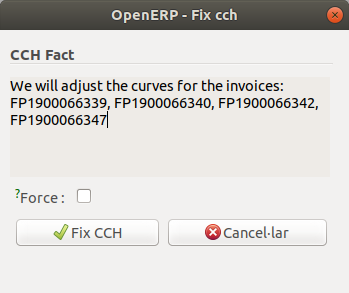 OpenERP - Fix cch
CCH Fact
We will adjust the curves for the invoices:
FP1900066339, FP1900066340, FP1900066342,
FP1900066347
?Force :
Fix CCH
Cancel·lar